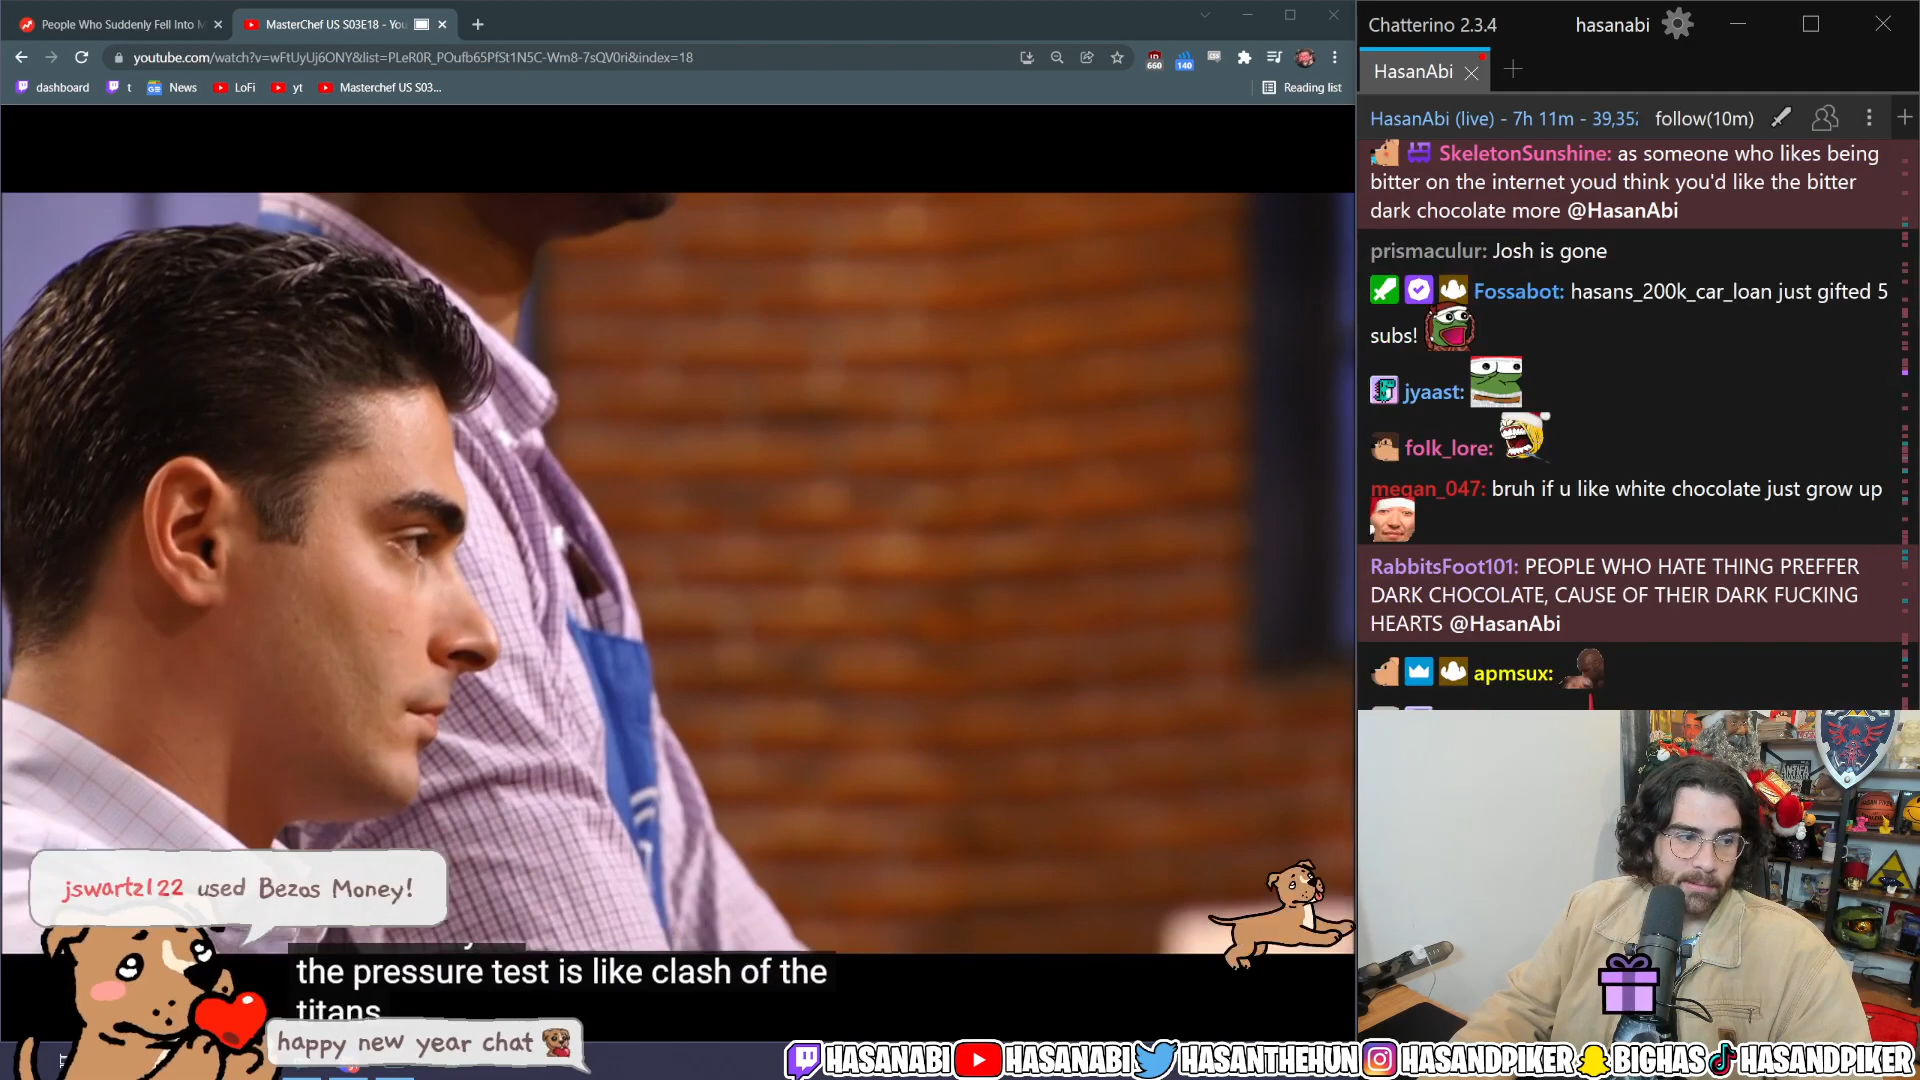 People Who Suddenly Fell Into M
MasterChef US S03E18 - You
youtube.com/watch?v=wFtUyUj6ONY&list=PLeR0R_POufb65PfSt1N5C-Wm8-7sQV0ri&index=18
660
140
dashboard
t
News
LoFi
yt
Masterchef US S03...
Reading list
Chatterino 2.3.4
hasanabi
HasanAbi
HasanAbi (live) - 7h 11m - 39,35
follow(10m)
SkeletonSunshine: as someone who likes being
bitter on the internet youd think you'd like the bitter
dark chocolate more @HasanAbi
prismaculur: Josh is gone
Fossabot: hasans_200k_car_loan just gifted 5
subs!
jyaast:
folk_lore:
megan_047: bruh if u like white chocolate just grow up
RabbitsFoot101: PEOPLE WHO HATE THING PREFFER
DARK CHOCOLATE, CAUSE OF THEIR DARK FUCKING
HEARTS @HasanAbi
apmsux:
jswartz122 used Bezos Money!
the pressure test is like clash of the
titans
happy new year chat
HASANABI
HASANABI
HASANTHEHUN
HASANDPIKER
BIGHAS
HASANDPIKER